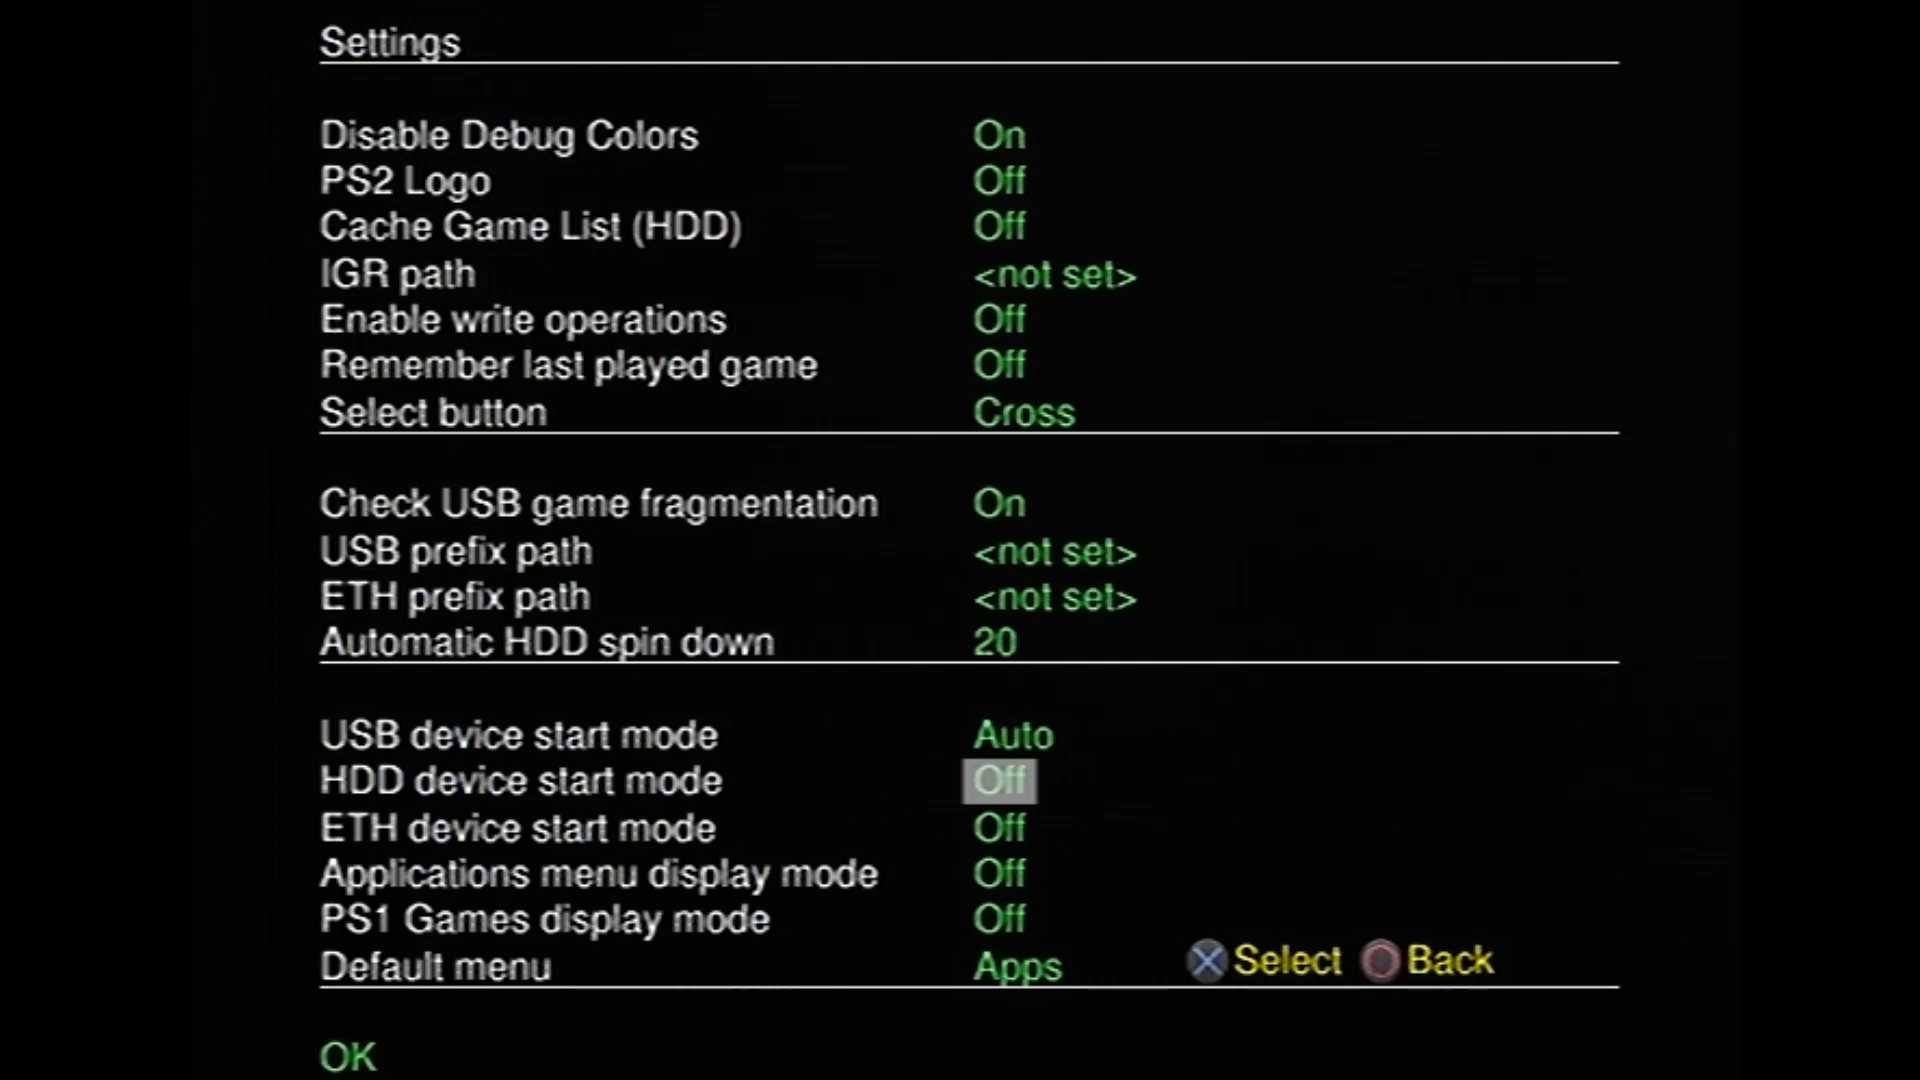 Settings
Disable Debug Colors On
PS2 Logo Off
Cache Game List (HDD) Off
IGR path <not set>
Enable write operations Off
Remember last played game Off
Select button Cross
Check USB game fragmentation On
USB prefix path <not set>
ETH prefix path <not set>
Automatic HDD spin down 20
USB device start mode Auto
HDD device start mode Off
ETH device start mode Off
Applications menu display mode Off
PS1 Games display mode Off
Default menu Apps
Select Back
OK